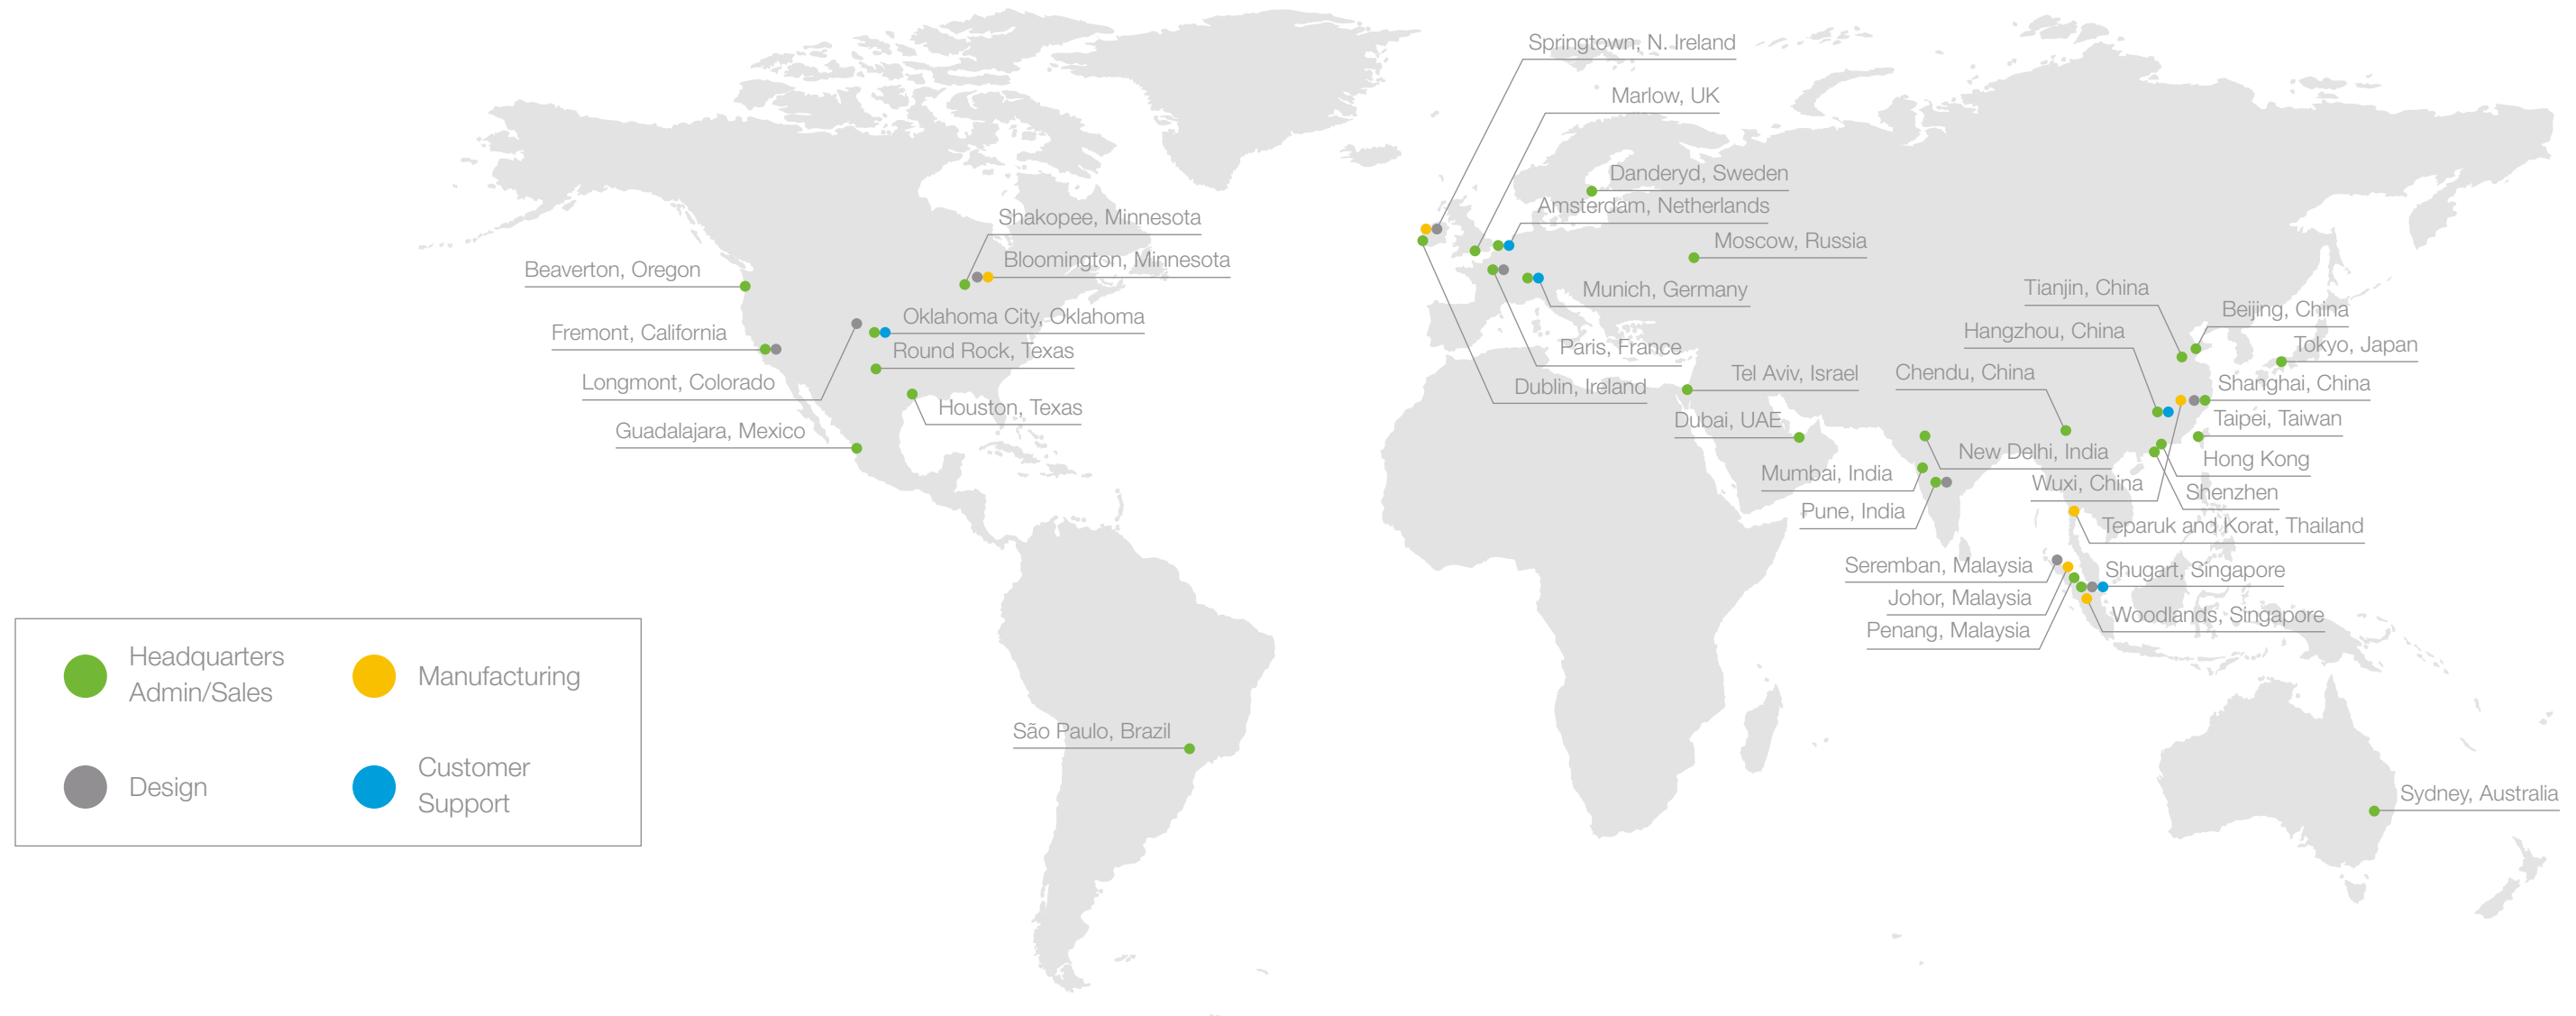 Springtown, N. Ireland
Marlow, UK
Danderyd, Sweden
Amsterdam, Netherlands
Shakopee, Minnesota
Moscow, Russia
Bloomington, Minnesota
Beaverton, Oregon
Munich, Germany
Tianjin, China
Beijing, China
Oklahoma City, Oklahoma
Fremont, California
Hangzhou, China
Round Rock, Texas
Paris, France
Tokyo, Japan
Longmont, Colorado
Dublin, Ireland
Tel Aviv, Israel
Chendu, China
Shanghai, China
Houston, Texas
Dubai, UAE
Taipei, Taiwan
Guadalajara, Mexico
New Delhi, India
Hong Kong
Mumbai, India
Wuxi, China
Shenzhen
Pune, India
Teparuk and Korat, Thailand
Seremban, Malaysia
Shugart, Singapore
Johor, Malaysia
Woodlands, Singapore
Penang, Malaysia
Headquarters
Admin/Sales
Manufacturing
Design
Customer
Support
São Paulo, Brazil
Sydney, Australia